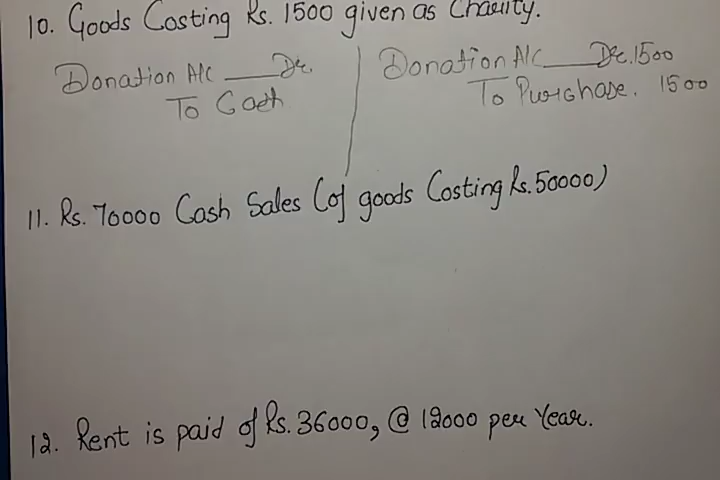 10. Goods Costing Rs. 1500 given as Charity.
Donation A/C ___ Dr.
To Cash
Donation A/C ___ Dr. 1500
To Purchase. 1500
11. Rs. 70000 Cash Sales (of goods Costing Rs. 50000)
12. Rent is paid of Rs. 36000, @ 12000 per Year.